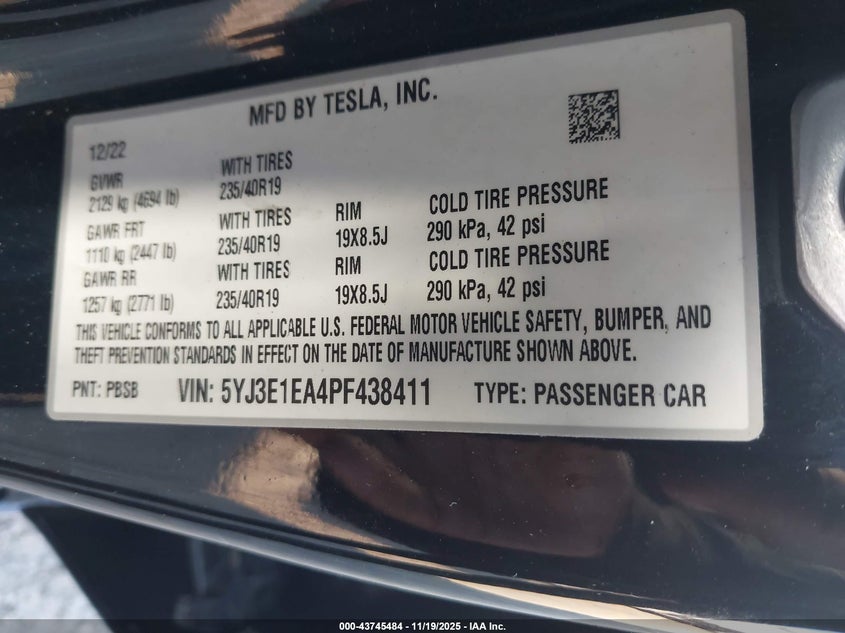 MFD BY TESLA, INC.
12/22
GVWR WITH TIRES
2129 kg (4694 lb) 235/40R19
GAWR FRT WITH TIRES RIM COLD TIRE PRESSURE
1110 kg (2447 lb) 235/40R19 19X8.5J 290 kPa, 42 psi
GAWR RR WITH TIRES RIM COLD TIRE PRESSURE
1257 kg (2771 lb) 235/40R19 19X8.5J 290 kPa, 42 psi
THIS VEHICLE CONFORMS TO ALL APPLICABLE U.S. FEDERAL MOTOR VEHICLE SAFETY, BUMPER, AND
THEFT PREVENTION STANDARDS IN EFFECT ON THE DATE OF MANUFACTURE SHOWN ABOVE.
PNT: PBSB VIN: 5YJ3E1EA4PF438411 TYPE: PASSENGER CAR
000-43745484 - 11/19/2025 - IAA Inc.